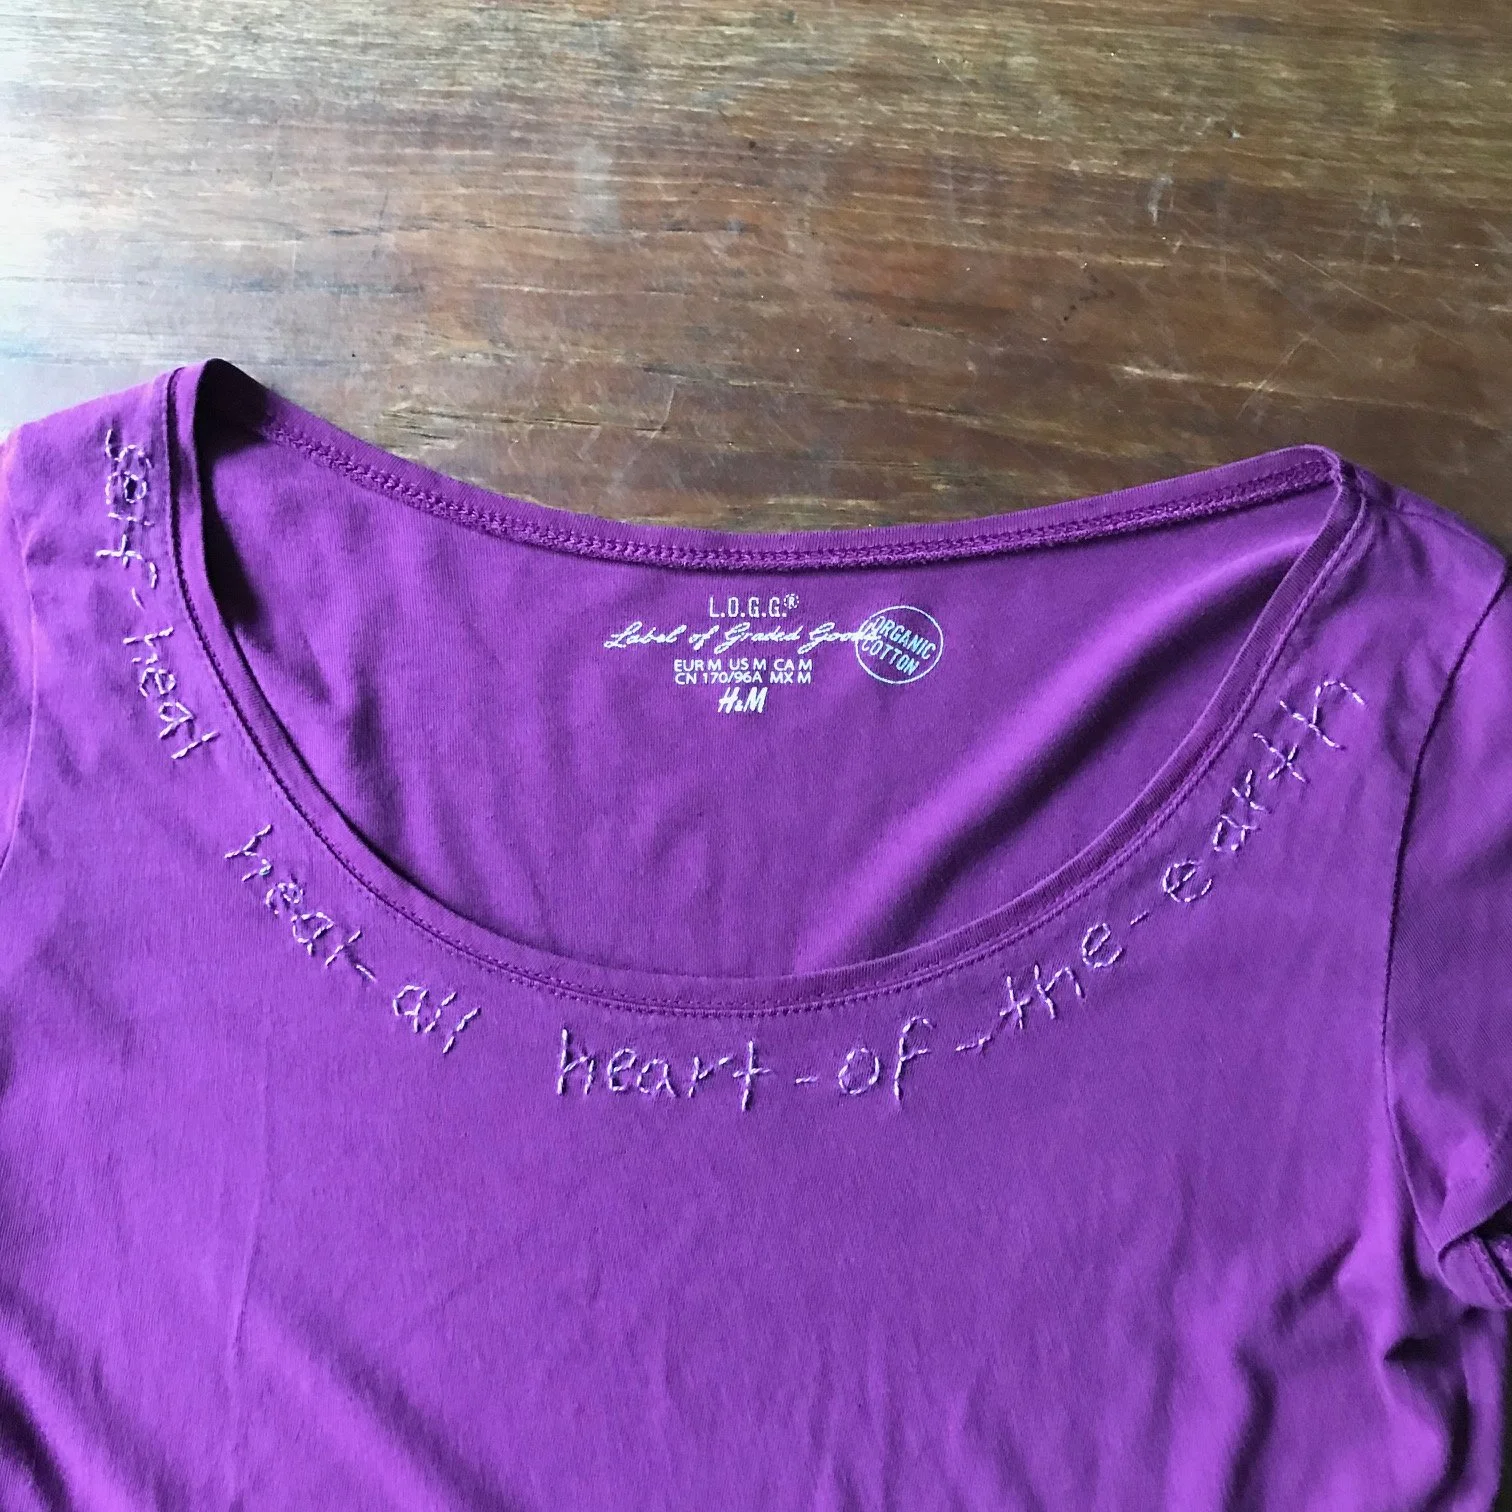 L.O.G.G.®
Label of Graded Goods
ORGANIC
COTTON
EUR M US M CA M
CN 170/96A MX M
H&M
self-heal heal-all heart-of-the-earth